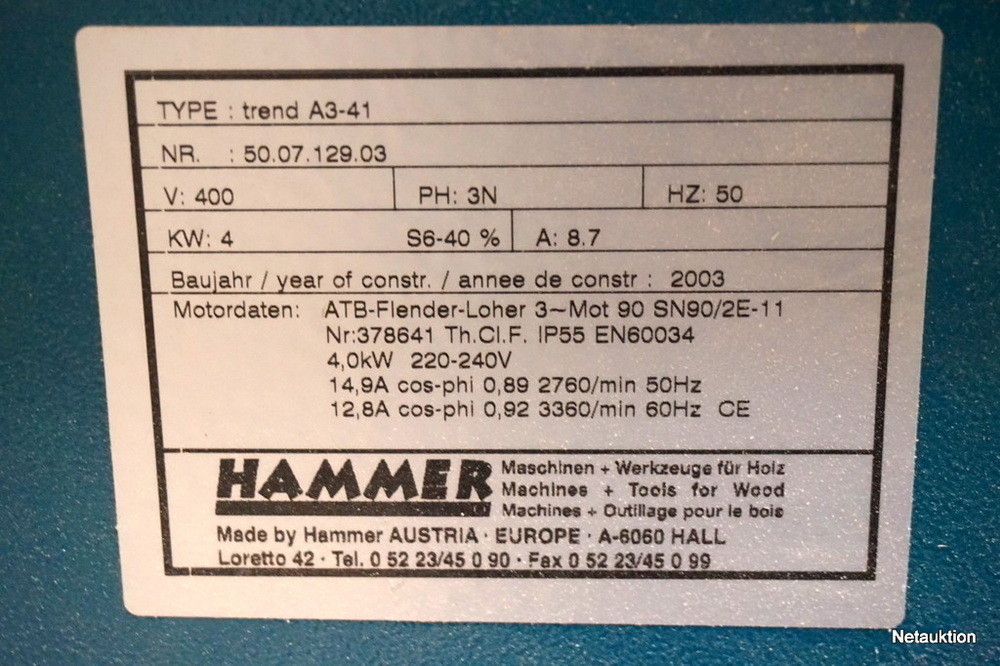 TYPE : trend A3-41
NR. : 50.07.129.03
V: 400 PH: 3N HZ: 50
KW: 4 S6-40 % A: 8.7
Baujahr / year of constr. / annee de constr : 2003
Motordaten: ATB-Flender-Loher 3~Mot 90 SN90/2E-11
Nr:378641 Th.Cl.F. IP55 EN60034
4,0kW 220-240V
14,9A cos-phi 0,89 2760/min 50Hz
12,8A cos-phi 0,92 3360/min 60Hz CE
HAMMER
Maschinen + Werkzeuge für Holz
Machines + Tools for Wood
Machines + Outillage pour le bois
Made by Hammer AUSTRIA · EUROPE · A-6060 HALL
Loretto 42 · Tel. 0 52 23/45 0 90 · Fax 0 52 23/45 0 99
Netauktion